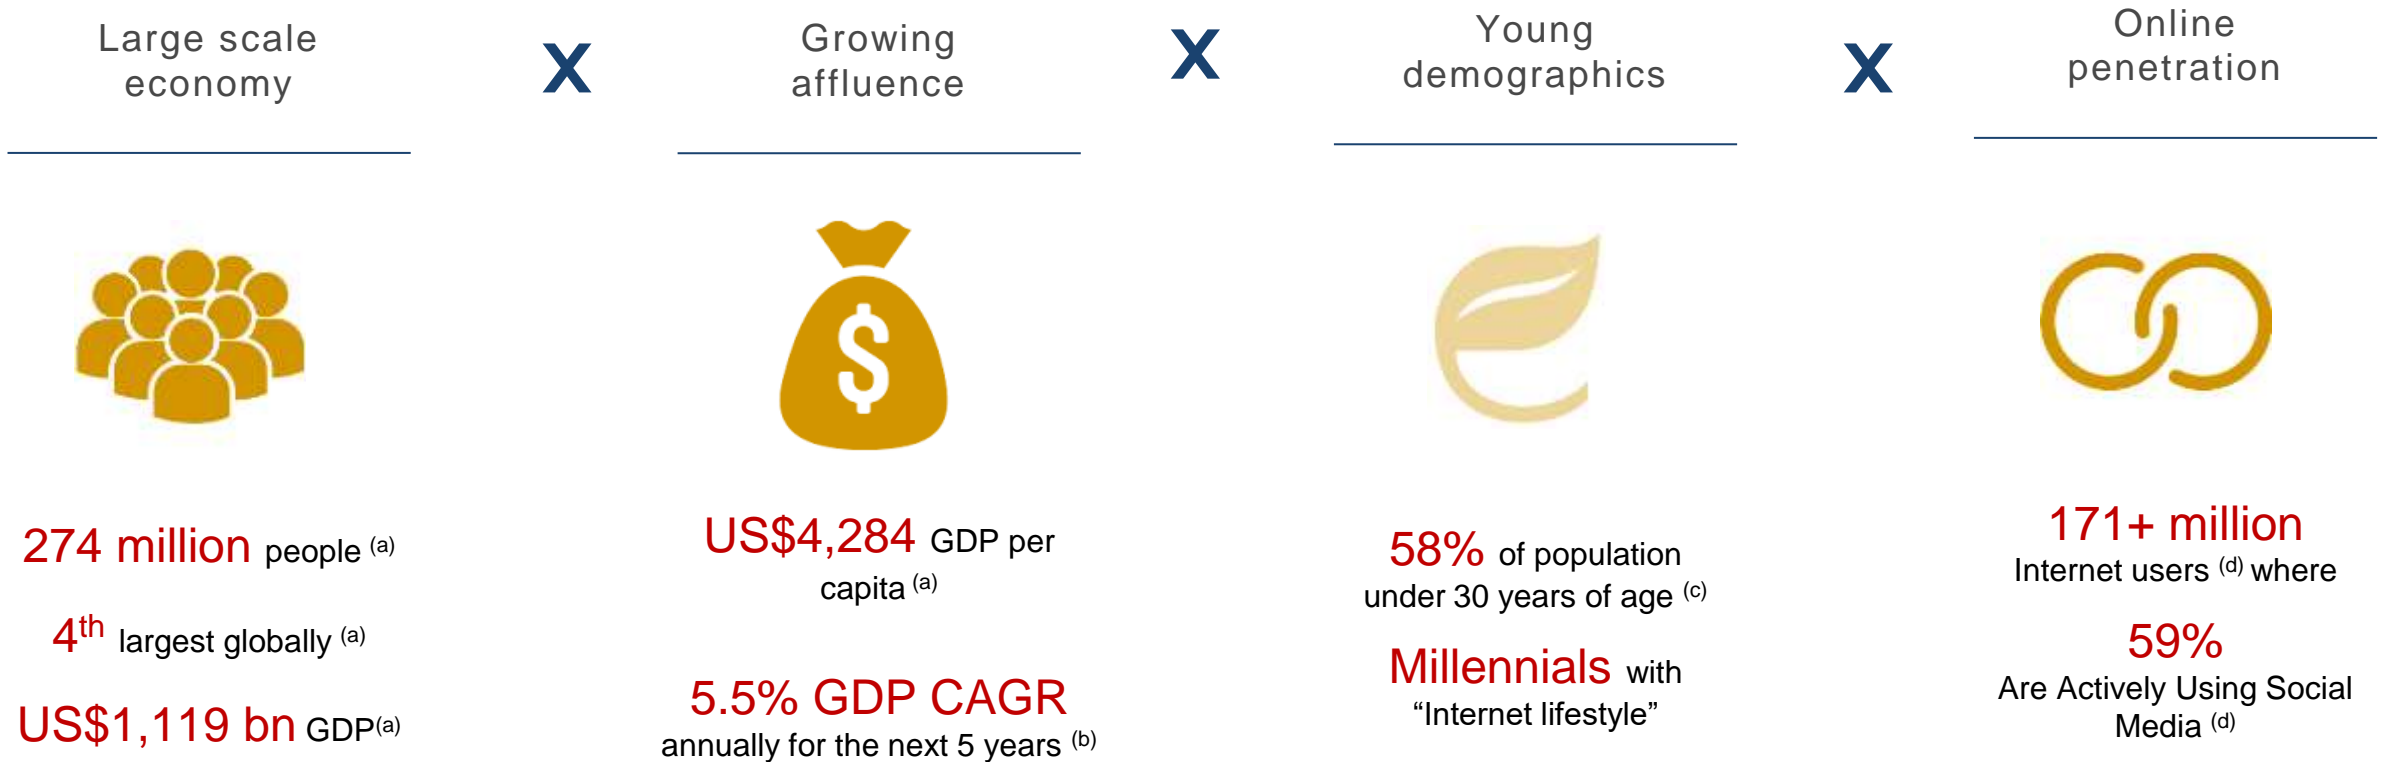 Large scale
economy
X
Growing
affluence
X
Young
demographics
X
Online
penetration
$
274 million people (a)
4th largest globally (a)
US$1,119 bn GDP(a)
US$4,284 GDP per
capita (a)
5.5% GDP CAGR
annually for the next 5 years (b)
58% of population
under 30 years of age (c)
Millennials with
“Internet lifestyle”
171+ million
Internet users (d) where
59%
Are Actively Using Social
Media (d)